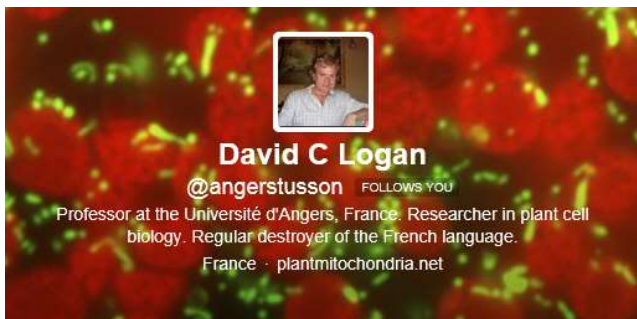 David C Logan
@angerstusson FOLLOWS YOU
Professor at the Université d'Angers, France. Researcher in plant cell
biology. Regular destroyer of the French language.
France · plantmitochondria.net